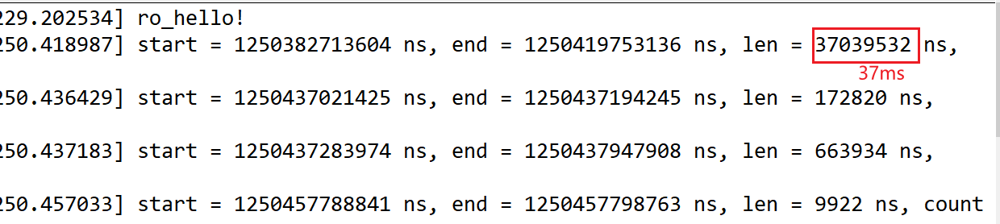 229.202534] ro_hello!
250.418987] start = 1250382713604 ns, end = 1250419753136 ns, len = 37039532 ns,
37ms
250.436429] start = 1250437021425 ns, end = 1250437194245 ns, len = 172820 ns,
250.437183] start = 1250437283974 ns, end = 1250437947908 ns, len = 663934 ns,
250.457033] start = 1250457788841 ns, end = 1250457798763 ns, len = 9922 ns, count